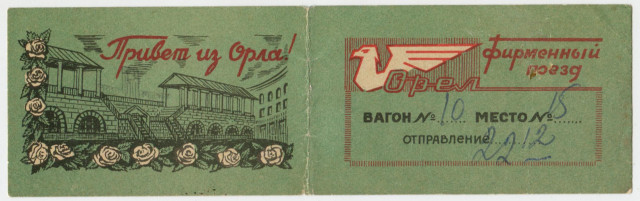 Привет из Орла!
Орел
фирменный
поезд
ВАГОН № 10 МЕСТО № 15
ОТПРАВЛЕНИЕ 22 12